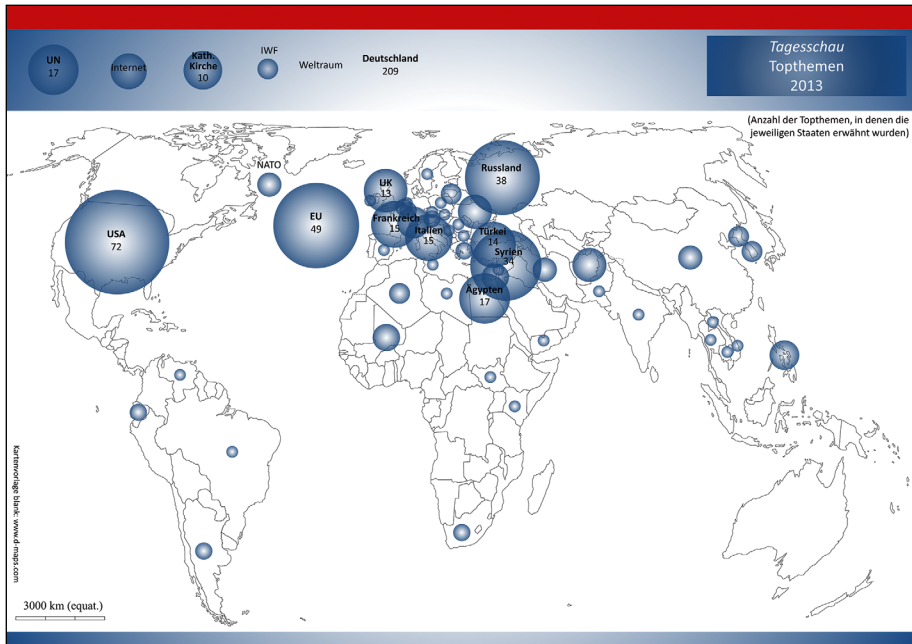 UN
17
Internet
Kath.
Kirche
10
IWF
Weltraum
Deutschland
209
Tagesschau
Topthemen
2013
(Anzahl der Topthemen, in denen die
jeweiligen Staaten erwähnt wurden)
NATO
USA
72
EU
49
UK
13
Russland
38
Frankreich
15
Italien
15
Türkei
14
Syrien
34
Ägypten
17
Kartenvorlage blank: www.d-maps.com
3000 km (equat.)